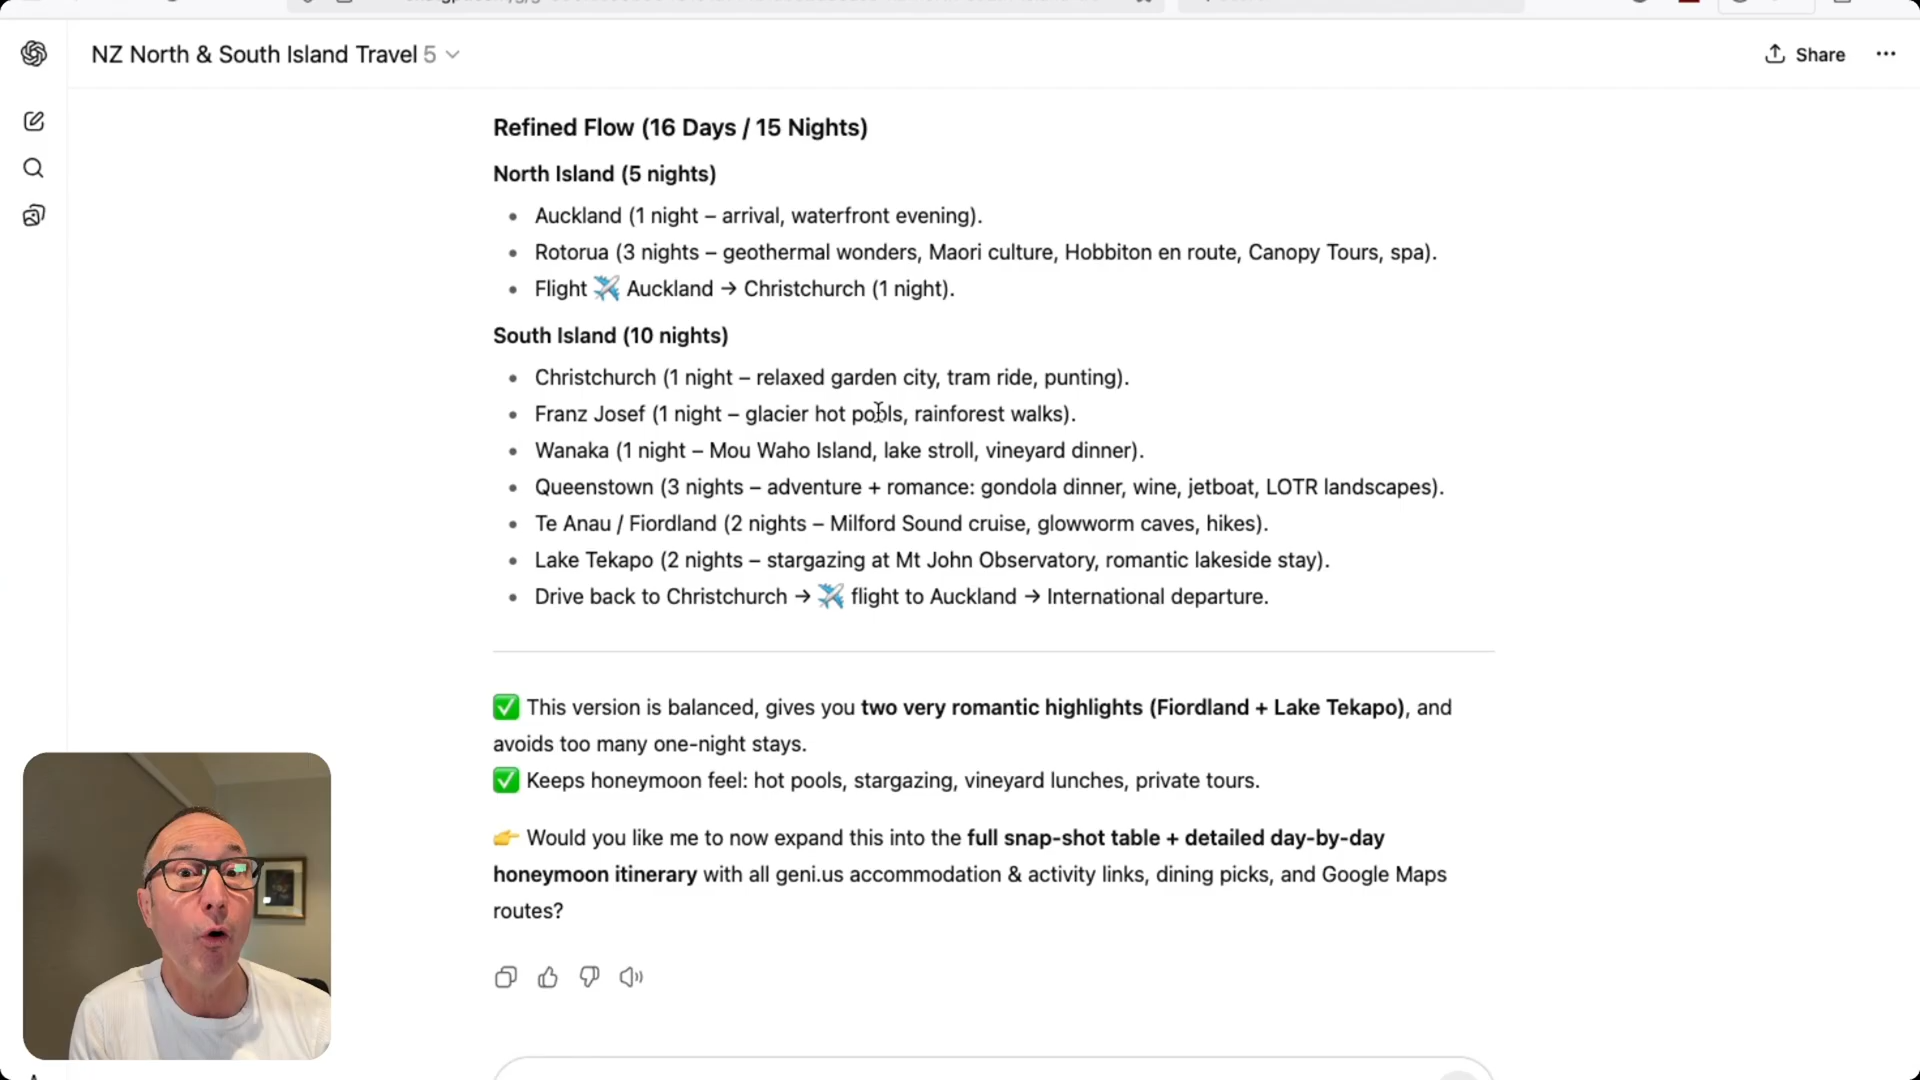 NZ North & South Island Travel 5
Share
Refined Flow (16 Days / 15 Nights)
North Island (5 nights)
• Auckland (1 night – arrival, waterfront evening).
• Rotorua (3 nights – geothermal wonders, Maori culture, Hobbiton en route, Canopy Tours, spa).
• Flight ✈️ Auckland → Christchurch (1 night).
South Island (10 nights)
• Christchurch (1 night – relaxed garden city, tram ride, punting).
• Franz Josef (1 night – glacier hot pools, rainforest walks).
• Wanaka (1 night – Mou Waho Island, lake stroll, vineyard dinner).
• Queenstown (3 nights – adventure + romance: gondola dinner, wine, jetboat, LOTR landscapes).
• Te Anau / Fiordland (2 nights – Milford Sound cruise, glowworm caves, hikes).
• Lake Tekapo (2 nights – stargazing at Mt John Observatory, romantic lakeside stay).
• Drive back to Christchurch → ✈️ flight to Auckland → International departure.
✅ This version is balanced, gives you two very romantic highlights (Fiordland + Lake Tekapo), and
avoids too many one-night stays.
✅ Keeps honeymoon feel: hot pools, stargazing, vineyard lunches, private tours.
👉 Would you like me to now expand this into the full snap-shot table + detailed day-by-day
honeymoon itinerary with all geni.us accommodation & activity links, dining picks, and Google Maps
routes?